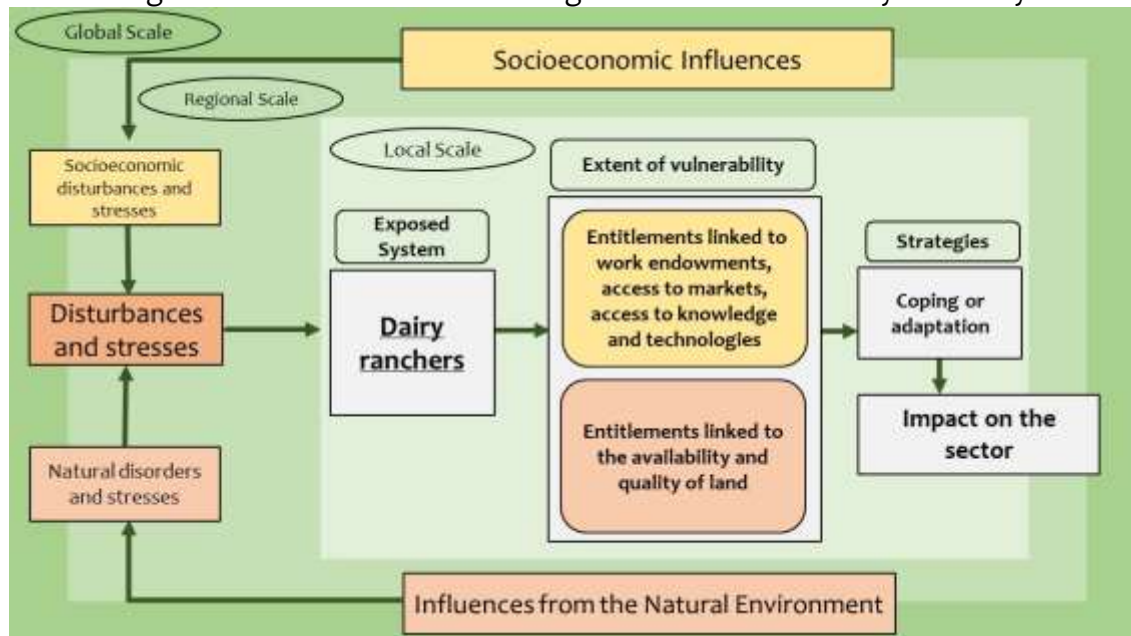 Global Scale
Socioeconomic Influences
Regional Scale
Local Scale
Socioeconomic
disturbances and
stresses
Extent of vulnerability
Exposed
System
Entitlements linked to
work endowments,
access to markets,
access to knowledge
and technologies
Strategies
Disturbances
and stresses
Dairy
ranchers
Coping or
adaptation
Entitlements linked to
the availability and
quality of land
Impact on the
sector
Natural disorders
and stresses
Influences from the Natural Environment